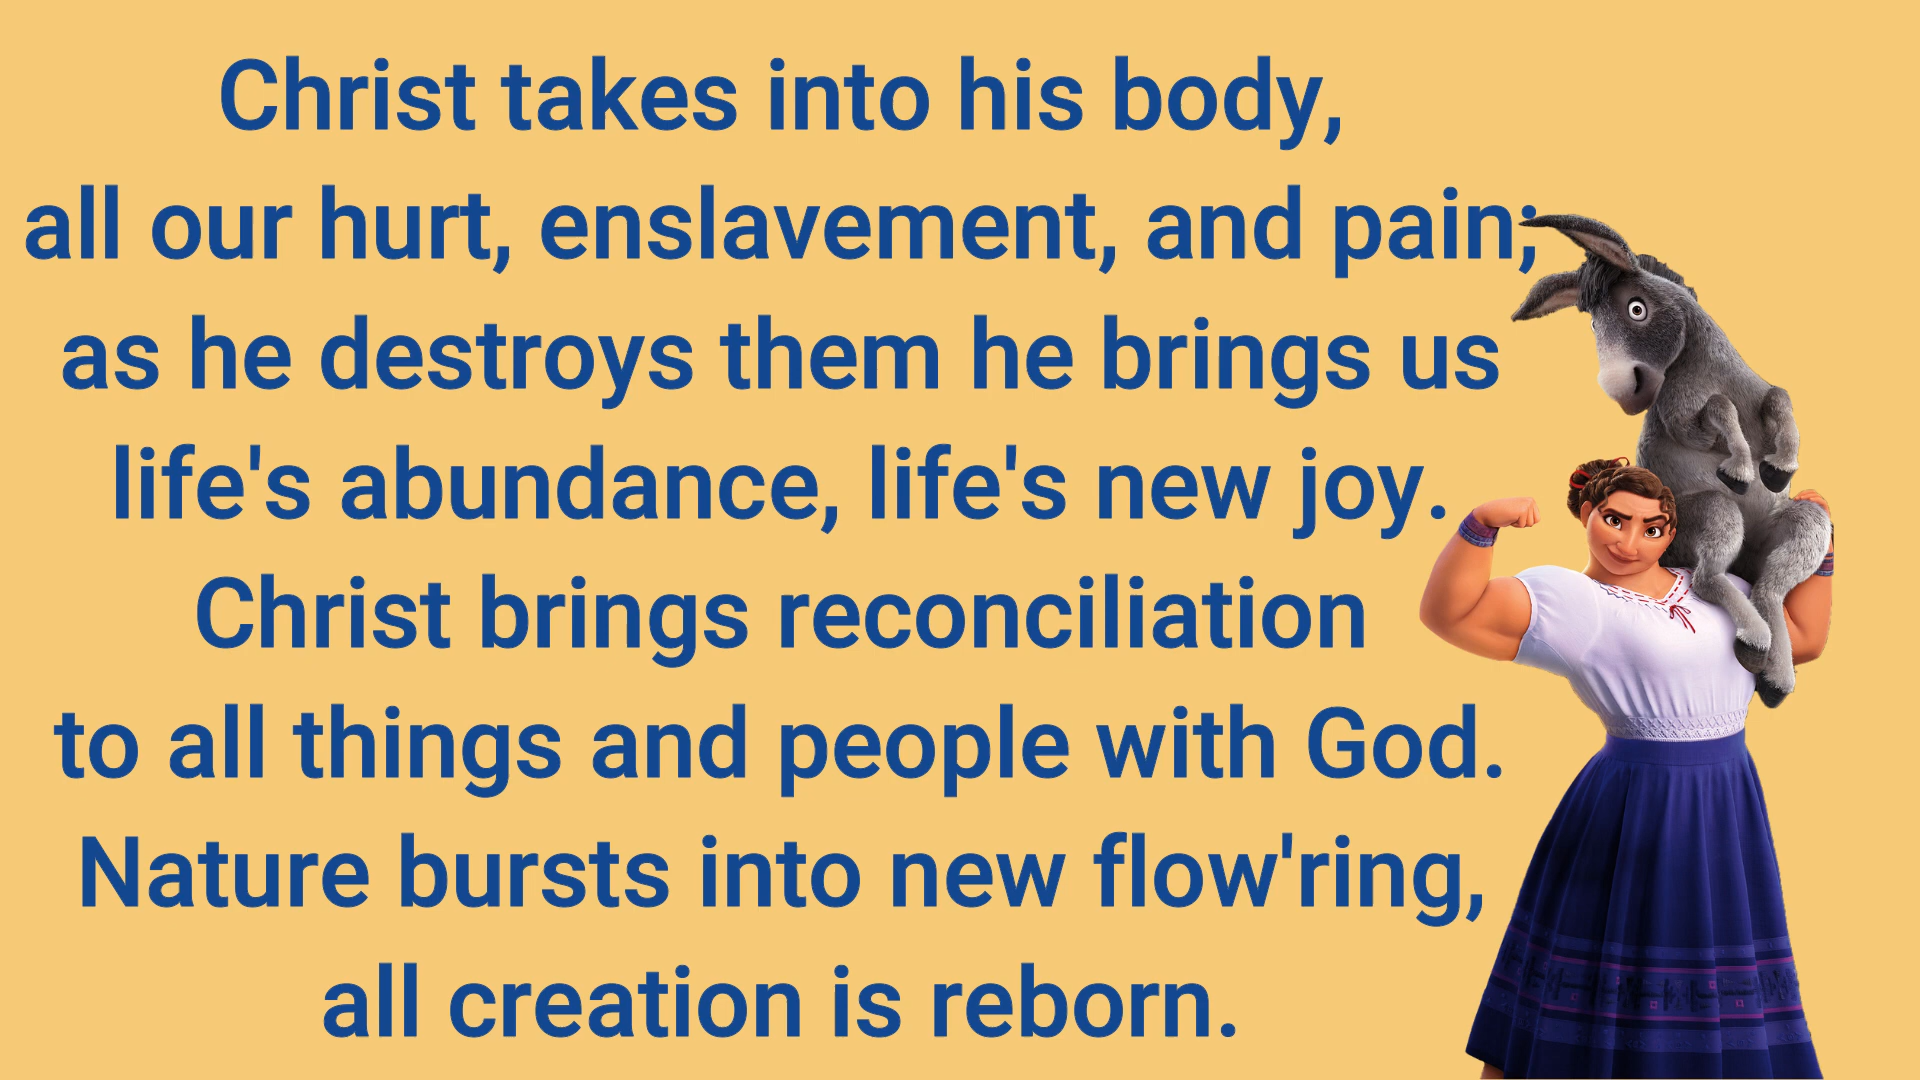 Christ takes into his body,
all our hurt, enslavement, and pain;
as he destroys them he brings us
life's abundance, life's new joy.
Christ brings reconciliation
to all things and people with God.
Nature bursts into new flow'ring,
all creation is reborn.